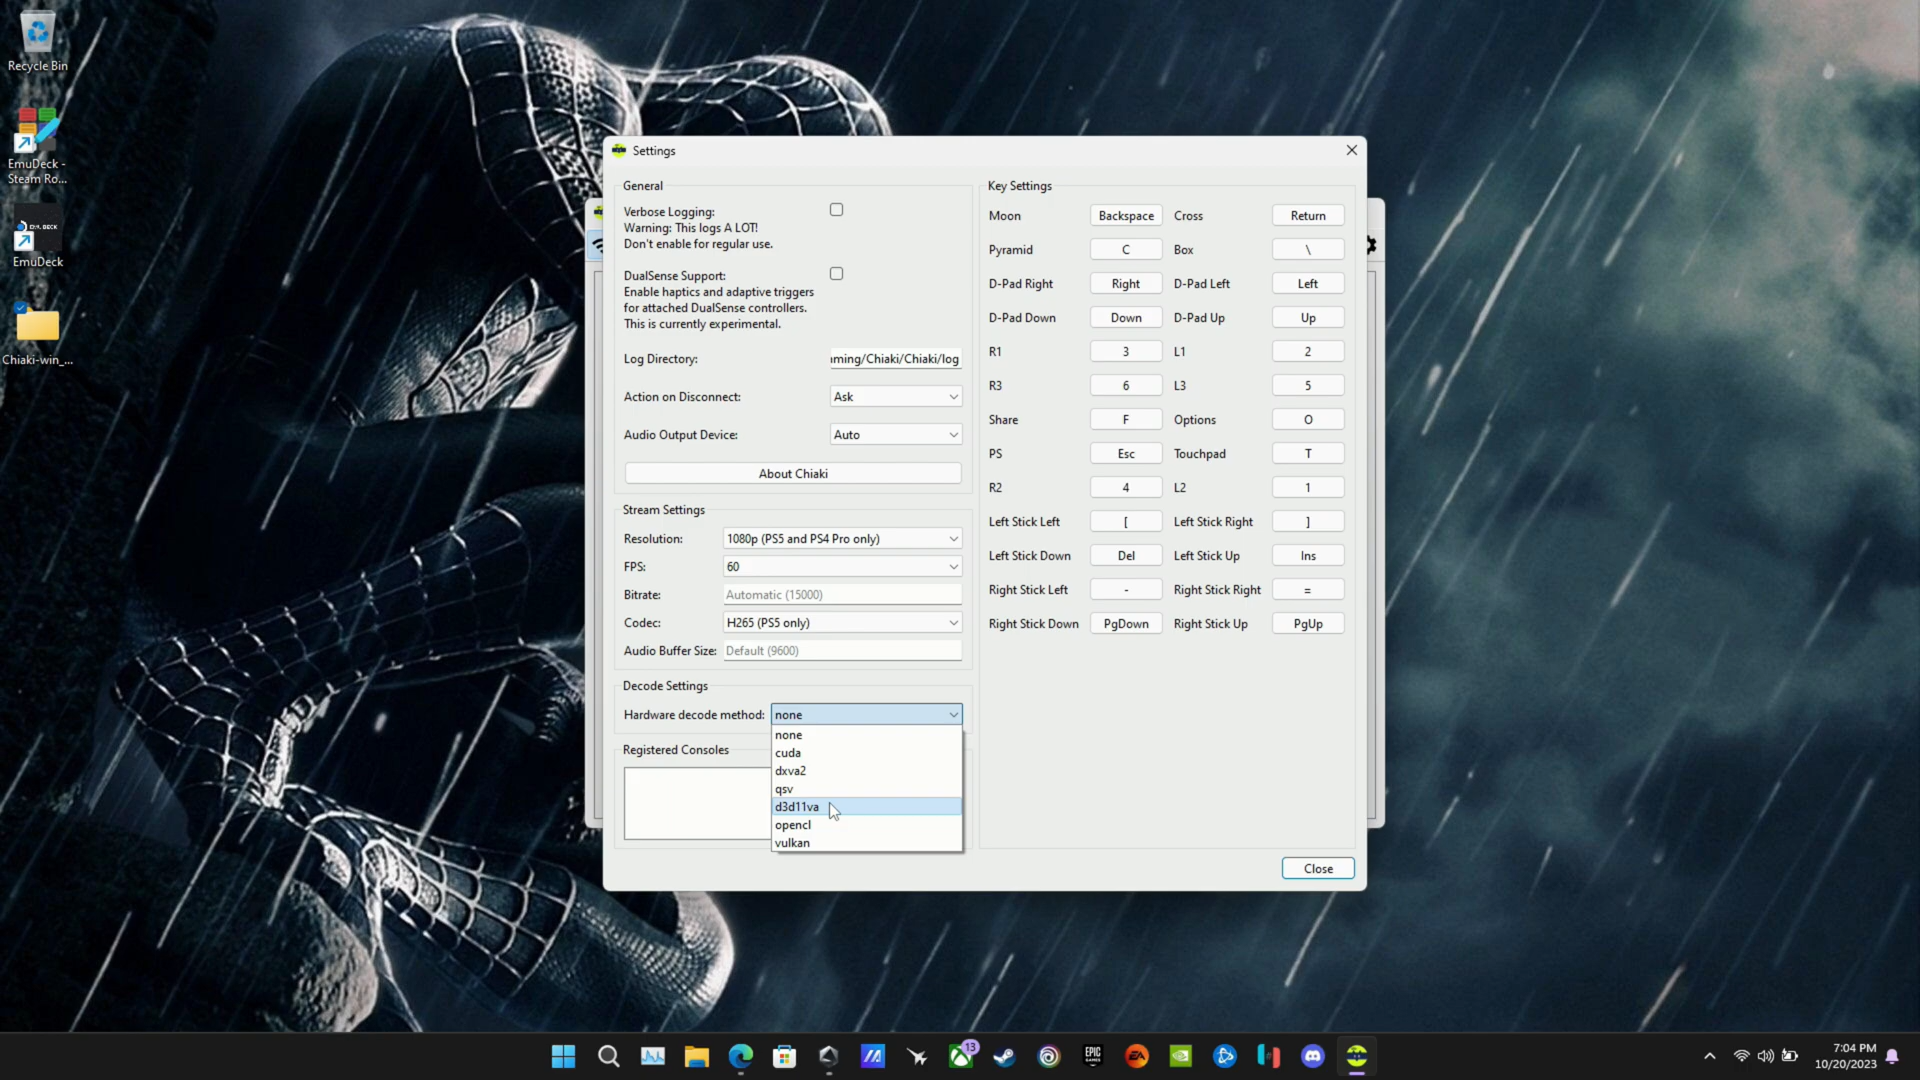 Recycle Bin
EmuDeck -
Steam Ro...
EmuDeck
Chiaki-win_...
Settings
General
Verbose Logging:
Warning: This logs A LOT!
Don't enable for regular use.
DualSense Support:
Enable haptics and adaptive triggers
for attached DualSense controllers.
This is currently experimental.
Log Directory:
ming/Chiaki/Chiaki/log
Action on Disconnect:
Ask
Audio Output Device:
Auto
About Chiaki
Stream Settings
Resolution:
1080p (PS5 and PS4 Pro only)
FPS:
60
Bitrate:
Automatic (15000)
Codec:
H265 (PS5 only)
Audio Buffer Size:
Default (9600)
Decode Settings
Hardware decode method:
none
none
cuda
dxva2
qsv
d3d11va
opencl
vulkan
Registered Consoles
Key Settings
Moon Backspace Cross Return
Pyramid C Box \
D-Pad Right Right D-Pad Left Left
D-Pad Down Down D-Pad Up Up
R1 3 L1 2
R3 6 L3 5
Share F Options O
PS Esc Touchpad T
R2 4 L2 1
Left Stick Left [ Left Stick Right ]
Left Stick Down Del Left Stick Up Ins
Right Stick Left - Right Stick Right =
Right Stick Down PgDown Right Stick Up PgUp
Close
13
EPIC
GAMES
EA
7:04 PM
10/20/2023